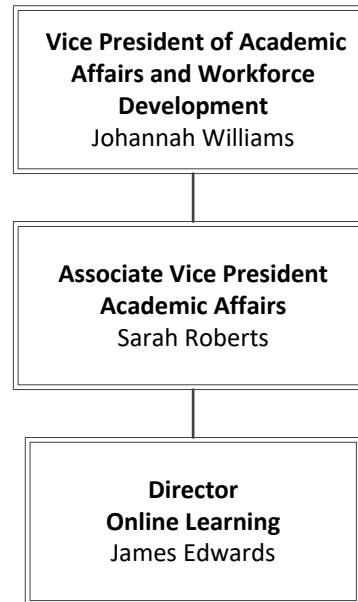 Vice President of Academic
Affairs and Workforce
Development
Johannah Williams
Associate Vice President
Academic Affairs
Sarah Roberts
Director
Online Learning
James Edwards